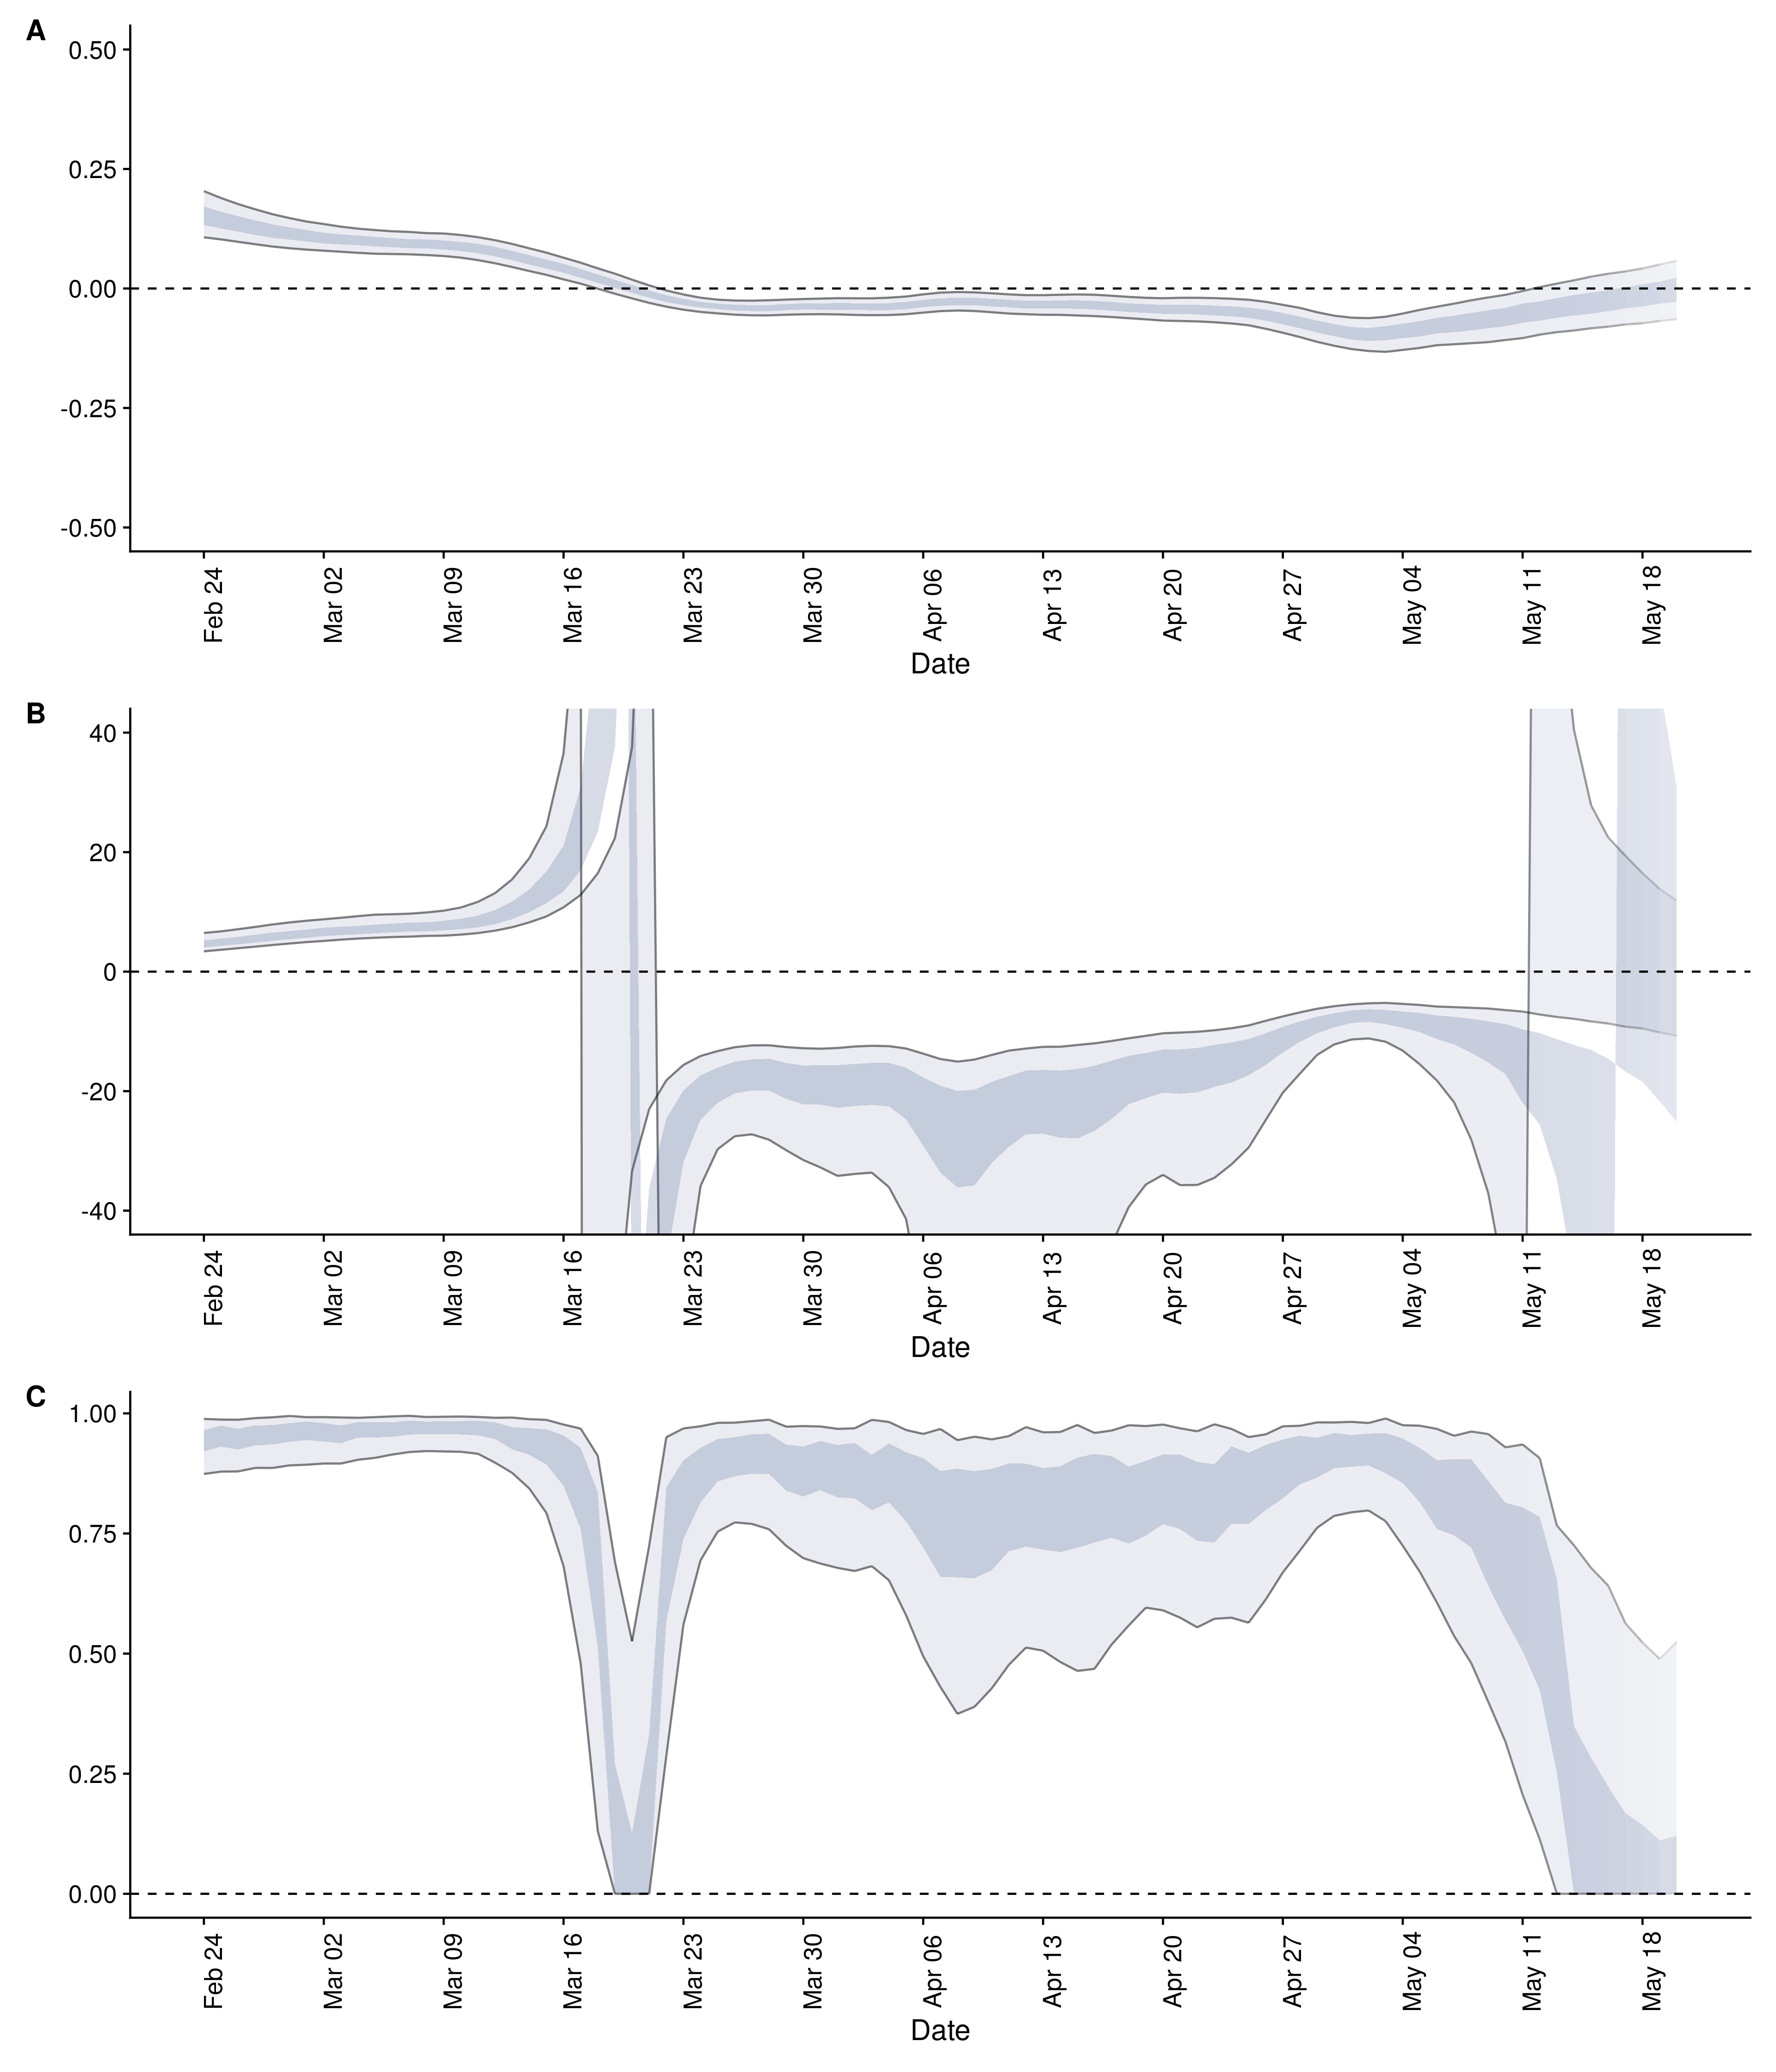 A
0.50
0.25
0.00
-0.25
-0.50
Feb 24
Mar 02
Mar 09
Mar 16
Mar 23
Mar 30
Apr 06
Apr 13
Apr 20
Apr 27
May 04
May 11
May 18
Date
B
40
20
0
-20
-40
Feb 24
Mar 02
Mar 09
Mar 16
Mar 23
Mar 30
Apr 06
Apr 13
Apr 20
Apr 27
May 04
May 11
May 18
Date
C
1.00
0.75
0.50
0.25
0.00
Feb 24
Mar 02
Mar 09
Mar 16
Mar 23
Mar 30
Apr 06
Apr 13
Apr 20
Apr 27
May 04
May 11
May 18
Date